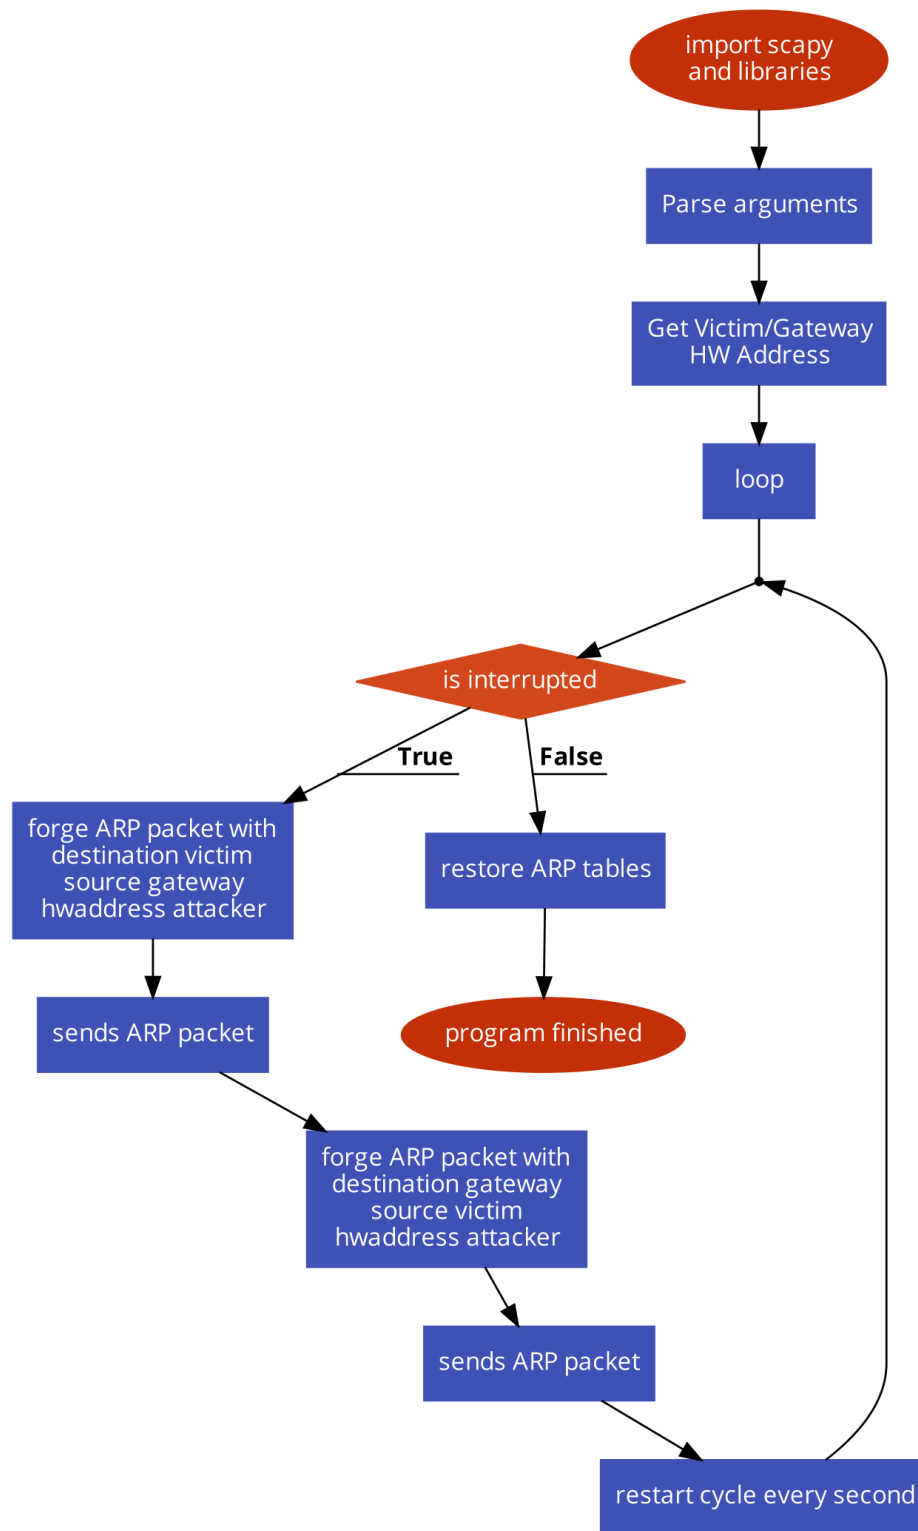 import scapy
and libraries
Parse arguments
Get Victim/Gateway
HW Address
loop
is interrupted
True
False
forge ARP packet with
destination victim
source gateway
hwaddress attacker
restore ARP tables
sends ARP packet
program finished
forge ARP packet with
destination gateway
source victim
hwaddress attacker
sends ARP packet
restart cycle every second